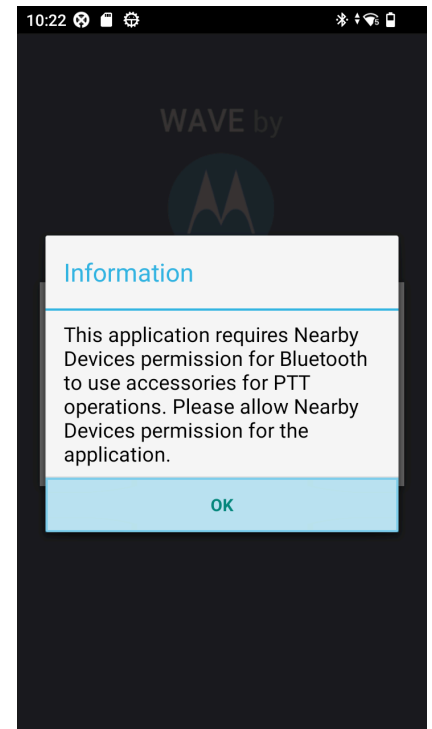 10:22
WAVE by
Information
This application requires Nearby
Devices permission for Bluetooth
to use accessories for PTT
operations. Please allow Nearby
Devices permission for the
application.
OK